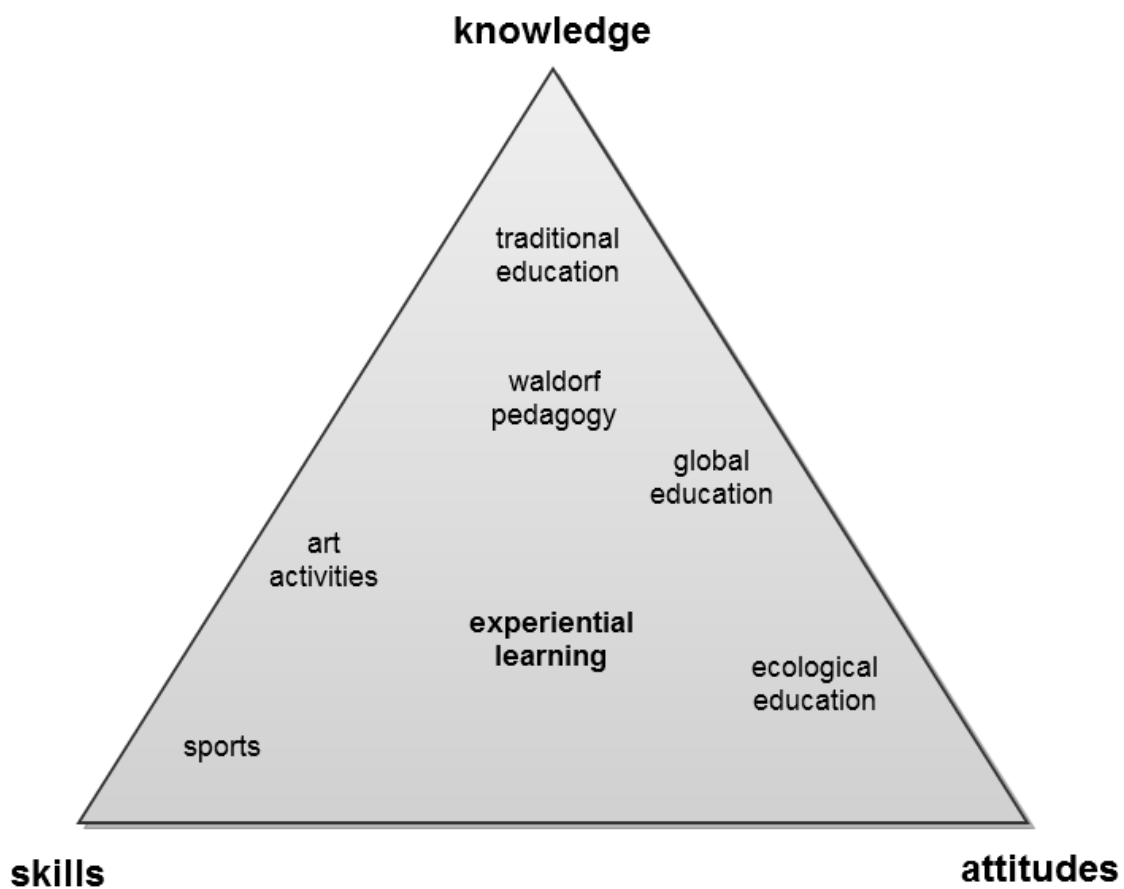 knowledge
traditional
education
waldorf
pedagogy
global
education
art
activities
experiential
learning
ecological
education
sports
skills
attitudes